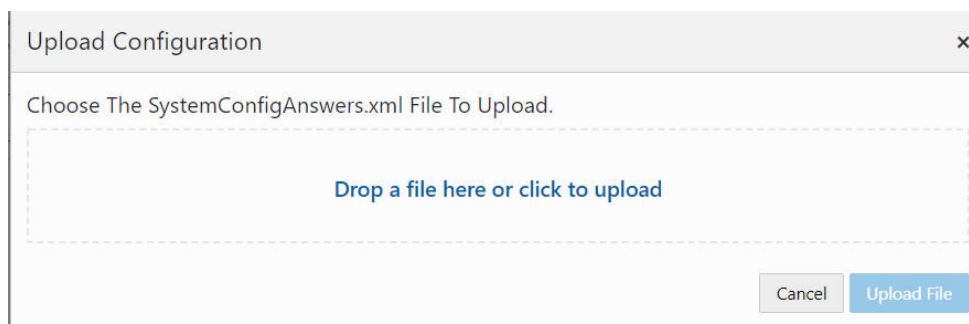 Upload Configuration
Choose The SystemConfigAnswers.xml File To Upload.
Drop a file here or click to upload
Cancel Upload File